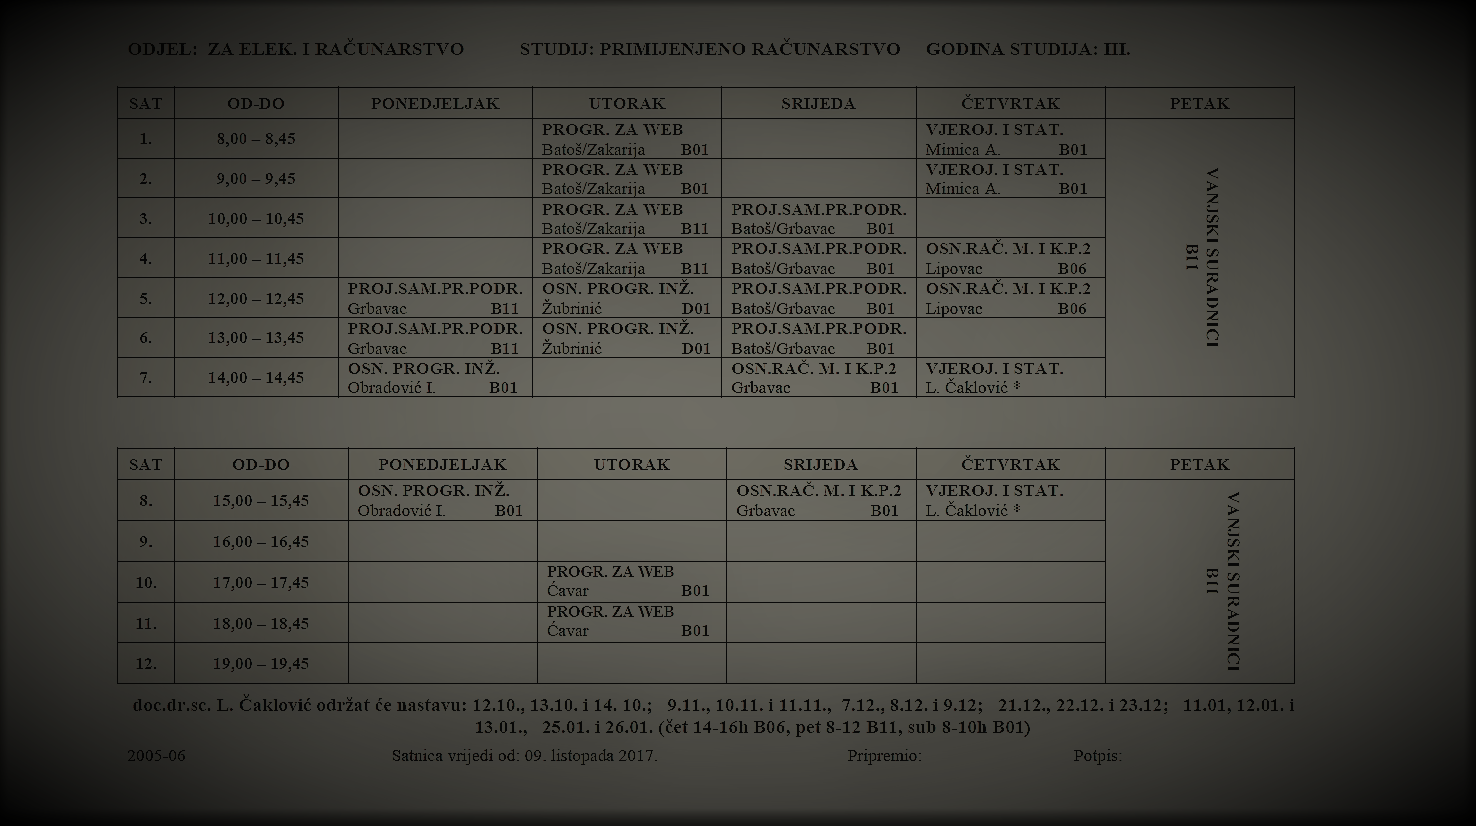 ODJEL: ZA ELEK. I RAČUNARSTVO STUDIJ: PRIMIJENJENO RAČUNARSTVO GODINA STUDIJA: III.
SAT OD-DO PONEDJELJAK UTORAK SRIJEDA ČETVRTAK PETAK
1. 8,00 – 8,45 PROGR. ZA WEB VJEROJ. I STAT.
Batoš/Zakarija B01 Mimica A. B01
2. 9,00 – 9,45 PROGR. ZA WEB VJEROJ. I STAT.
Batoš/Zakarija B01 Mimica A. B01
3. 10,00 – 10,45 PROGR. ZA WEB PROJ.SAM.PR.PODR.
Batoš/Zakarija B11 Batoš/Grbavac B01
4. 11,00 – 11,45 PROGR. ZA WEB PROJ.SAM.PR.PODR. OSN.RAČ. M. I K.P.2
Batoš/Zakarija B11 Batoš/Grbavac B01 Lipovac B06
5. 12,00 – 12,45 PROJ.SAM.PR.PODR. OSN. PROGR. INŽ. PROJ.SAM.PR.PODR. OSN.RAČ. M. I K.P.2
Grbavac B11 Žubrinić D01 Batoš/Grbavac B01 Lipovac B06
6. 13,00 – 13,45 PROJ.SAM.PR.PODR. OSN. PROGR. INŽ. PROJ.SAM.PR.PODR.
Grbavac B11 Žubrinić D01 Batoš/Grbavac B01
7. 14,00 – 14,45 OSN. PROGR. INŽ. OSN.RAČ. M. I K.P.2 VJEROJ. I STAT.
Obradović I. B01 Grbavac B01 L. Čaklović *
VANJSKI SURADNICI
B11
SAT OD-DO PONEDJELJAK UTORAK SRIJEDA ČETVRTAK PETAK
8. 15,00 – 15,45 OSN. PROGR. INŽ. OSN.RAČ. M. I K.P.2 VJEROJ. I STAT.
Obradović I. B01 Grbavac B01 L. Čaklović *
9. 16,00 – 16,45
10. 17,00 – 17,45 PROGR. ZA WEB
Ćavar B01
11. 18,00 – 18,45 PROGR. ZA WEB
Ćavar B01
12. 19,00 – 19,45
VANJSKI SURADNICI
B11
doc.dr.sc. L. Čaklović održat će nastavu: 12.10., 13.10. i 14. 10.; 9.11., 10.11. i 11.11., 7.12., 8.12. i 9.12; 21.12., 22.12. i 23.12; 11.01, 12.01. i
13.01., 25.01. i 26.01. (čet 14-16h B06, pet 8-12 B11, sub 8-10h B01)
2005-06 Satnica vrijedi od: 09. listopada 2017. Pripremio: Potpis: